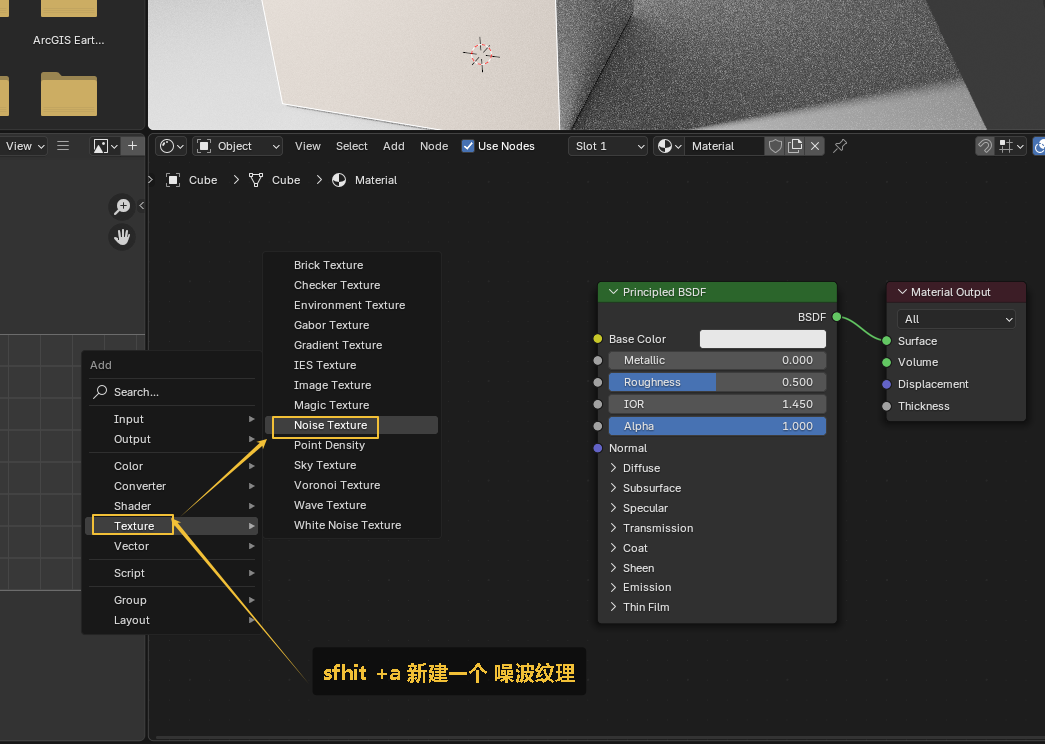 ArcGIS Eart...
View
Object
View
Select
Add
Node
Use Nodes
Slot 1
Material
Cube
Cube
Material
Brick Texture
Checker Texture
Environment Texture
Gabor Texture
Gradient Texture
IES Texture
Image Texture
Magic Texture
Noise Texture
Point Density
Sky Texture
Voronoi Texture
Wave Texture
White Noise Texture
Add
Search...
Input
Output
Color
Converter
Shader
Texture
Vector
Script
Group
Layout
Principled BSDF
BSDF
Base Color
Metallic 0.000
Roughness 0.500
IOR 1.450
Alpha 1.000
Normal
Diffuse
Subsurface
Specular
Transmission
Coat
Sheen
Emission
Thin Film
Material Output
All
Surface
Volume
Displacement
Thickness
sfhit +a 新建一个 噪波纹理